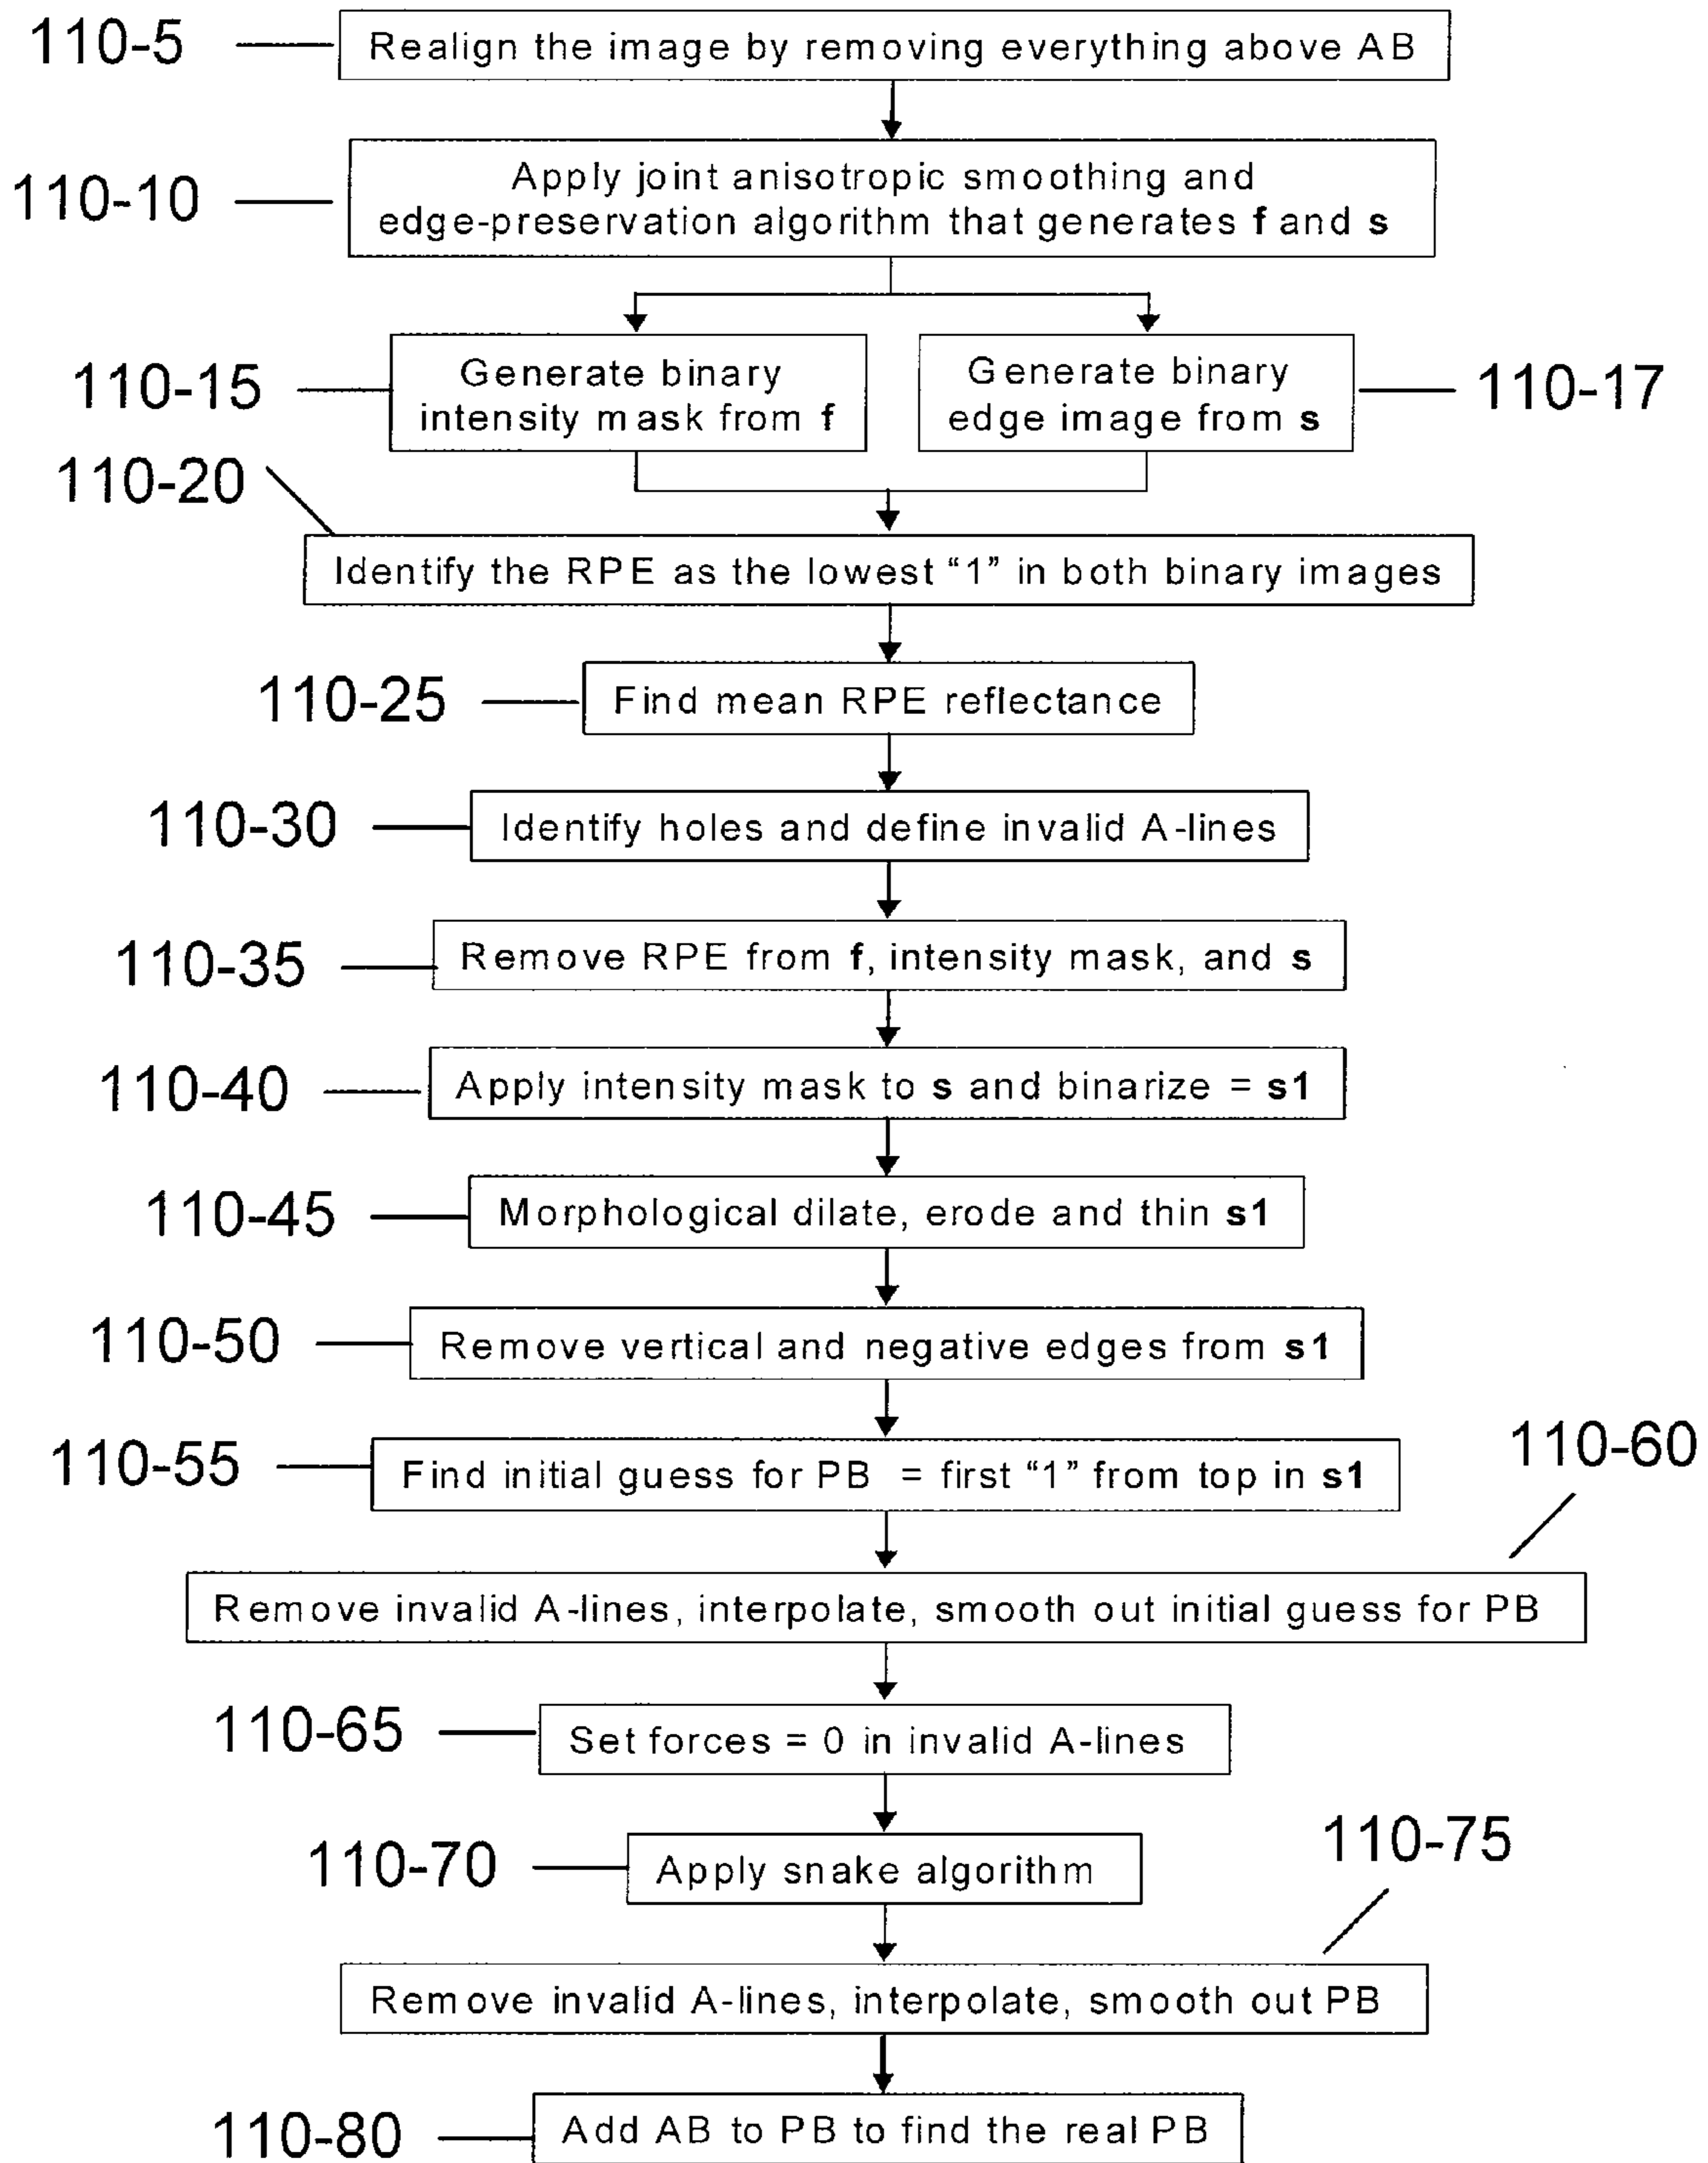 110-5
Realign the image by removing everything above AB
110-10
Apply joint anisotropic smoothing and
edge-preservation algorithm that generates f and s
110-15
Generate binary
intensity mask from f
Generate binary
edge image from s
110-17
110-20
Identify the RPE as the lowest “1” in both binary images
110-25
Find mean RPE reflectance
110-30
Identify holes and define invalid A-lines
110-35
Remove RPE from f, intensity mask, and s
110-40
Apply intensity mask to s and binarize = s1
110-45
Morphological dilate, erode and thin s1
110-50
Remove vertical and negative edges from s1
110-55
Find initial guess for PB = first “1” from top in s1
110-60
Remove invalid A-lines, interpolate, smooth out initial guess for PB
110-65
Set forces = 0 in invalid A-lines
110-70
Apply snake algorithm
110-75
Remove invalid A-lines, interpolate, smooth out PB
110-80
Add AB to PB to find the real PB